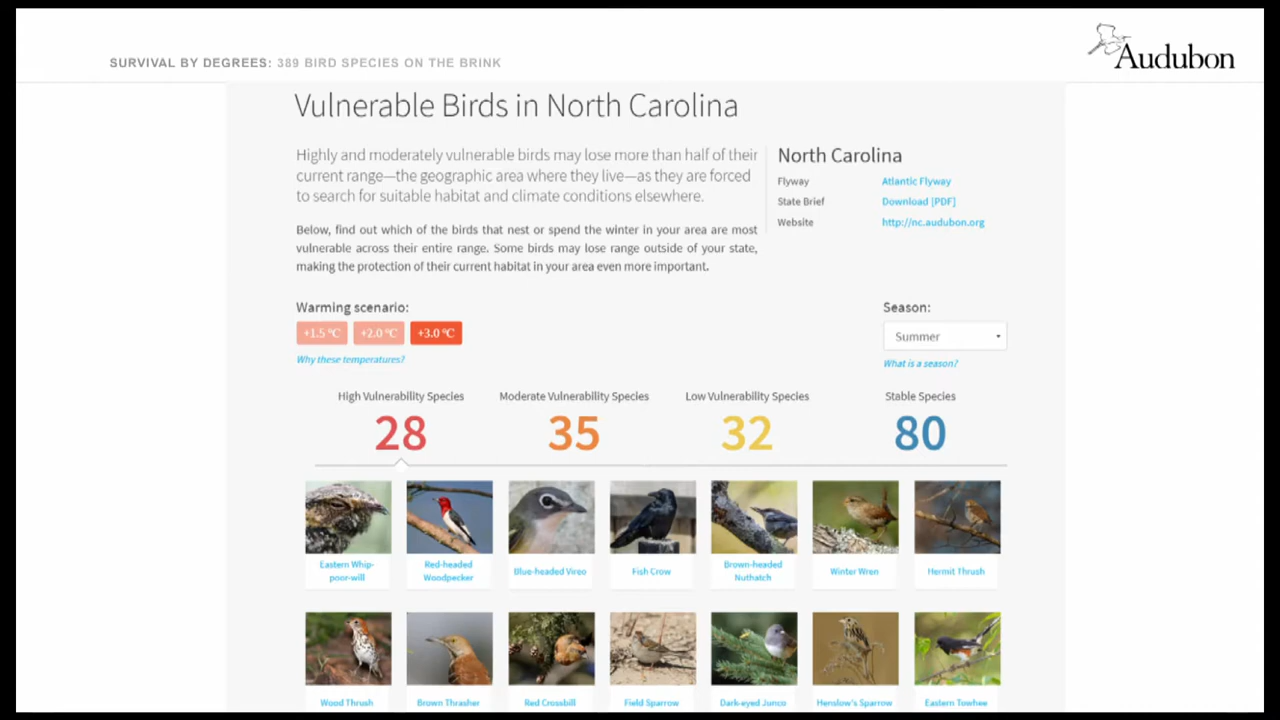 SURVIVAL BY DEGREES: 389 BIRD SPECIES ON THE BRINK
Audubon
Vulnerable Birds in North Carolina
Highly and moderately vulnerable birds may lose more than half of their
current range—the geographic area where they live—as they are forced
to search for suitable habitat and climate conditions elsewhere.
Below, find out which of the birds that nest or spend the winter in your area are most
vulnerable across their entire range. Some birds may lose range outside of your state,
making the protection of their current habitat in your area even more important.
North Carolina
Flyway Atlantic Flyway
State Brief Download [PDF]
Website http://nc.audubon.org
Warming scenario:
+1.5 ºC +2.0 ºC +3.0 ºC
Why these temperatures?
Season:
Summer
What is a season?
High Vulnerability Species Moderate Vulnerability Species Low Vulnerability Species Stable Species
28 35 32 80
Eastern Whip-
poor-will
Red-headed
Woodpecker
Blue-headed Vireo
Fish Crow
Brown-headed
Nuthatch
Winter Wren
Hermit Thrush
Wood Thrush
Brown Thrasher
Red Crossbill
Field Sparrow
Dark-eyed Junco
Henslow's Sparrow
Eastern Towhee